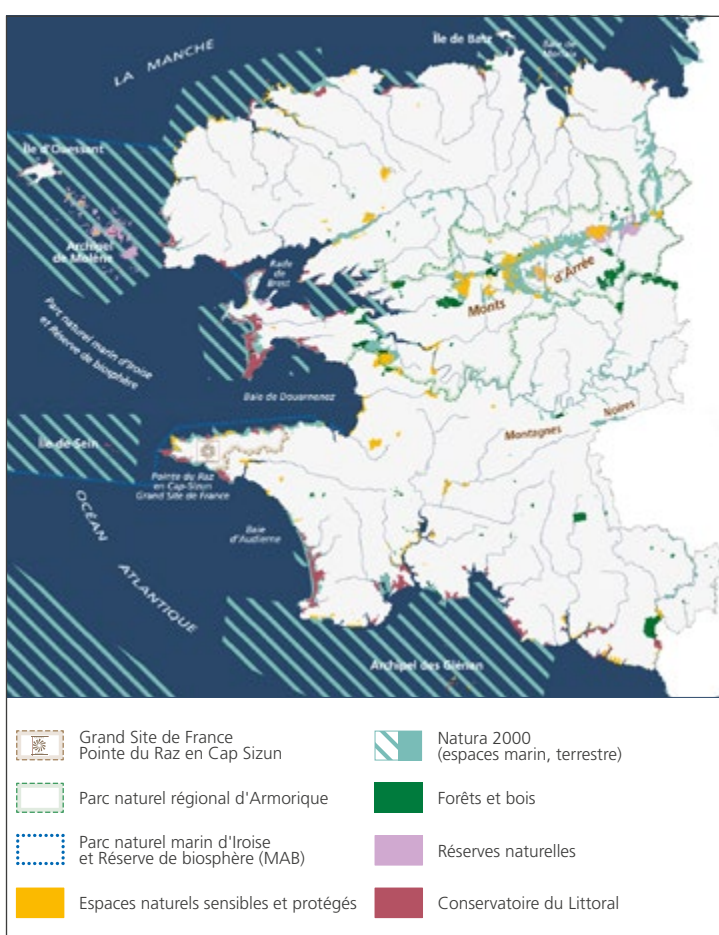 LA MANCHE
Île de Batz
Baie de
Morlaix
Île d'Ouessant
Archipel
de Molène
Rade
de
Brest
Monts
d'Arrée
Parc naturel marin d'Iroise
et Réserve de biosphère
Baie de Douarnenez
Île de Sein
Montagnes
Noires
Pointe du Raz
en Cap-Sizun
Grand Site de France
OCÉAN
ATLANTIQUE
Baie
d'Audierne
Archipel des Glénan
Grand Site de France
Pointe du Raz en Cap Sizun
Parc naturel régional d'Armorique
Parc naturel marin d'Iroise
et Réserve de biosphère (MAB)
Espaces naturels sensibles et protégés
Natura 2000
(espaces marin, terrestre)
Forêts et bois
Réserves naturelles
Conservatoire du Littoral